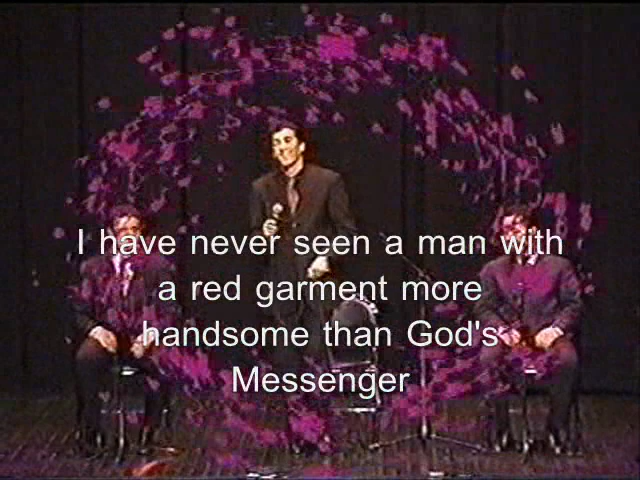 I have never seen a man with
a red garment more
handsome than God's
Messenger